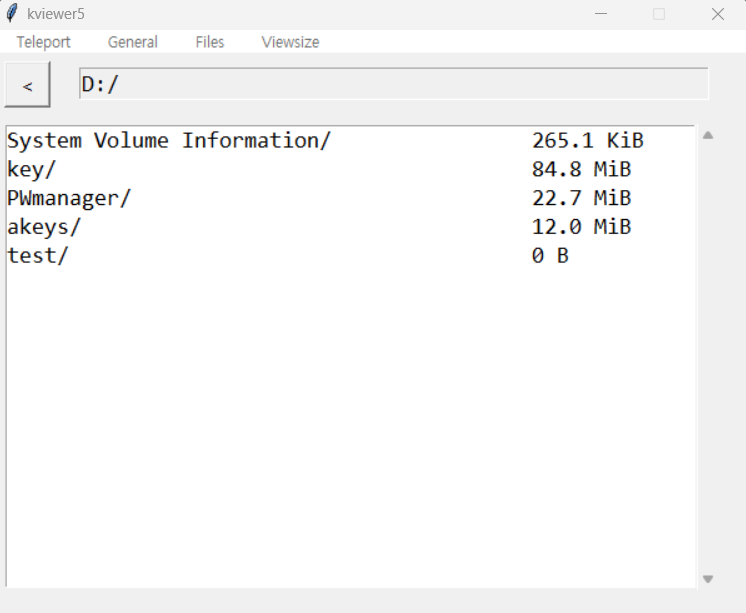 kviewer5
Teleport General Files Viewsize
< D:/
System Volume Information/ 265.1 KiB
key/ 84.8 MiB
PWmanager/ 22.7 MiB
akeys/ 12.0 MiB
test/ 0 B